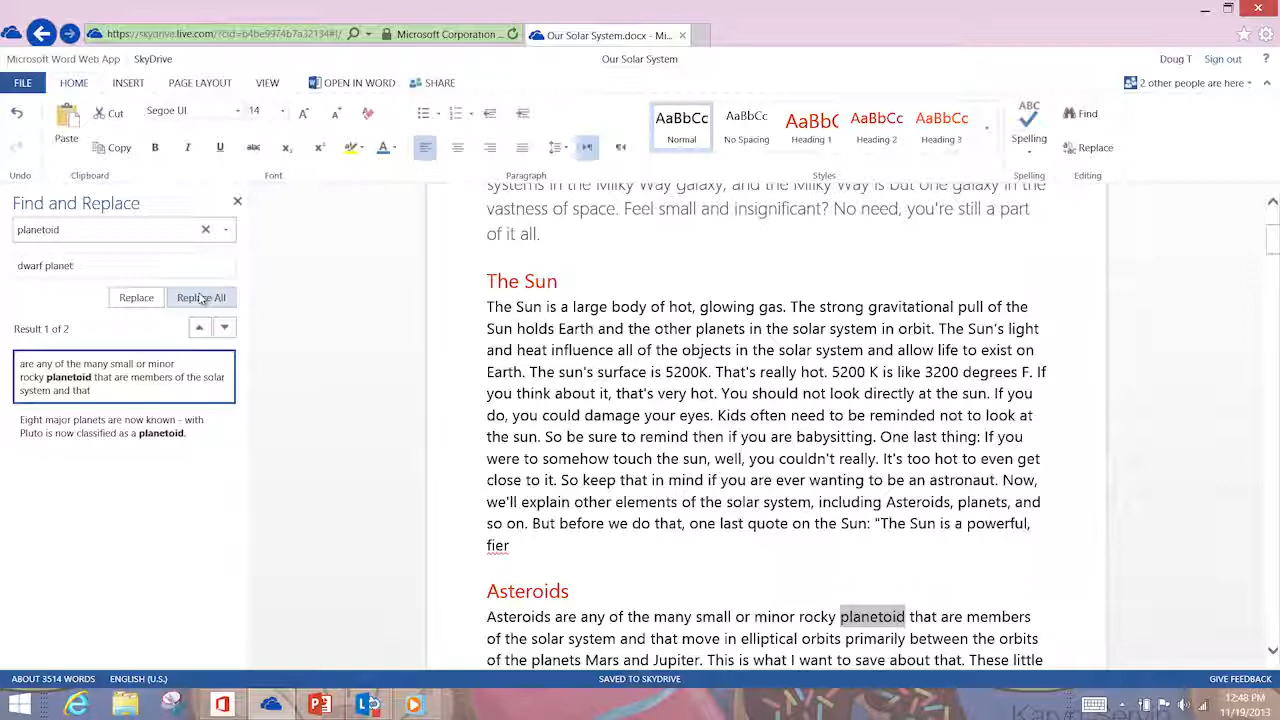 https://skydrive.live.com/?cid=b4be9974b7a32134#!/
Microsoft Corporation ...
Our Solar System.docx - Mi...
Microsoft Word Web App
SkyDrive
Our Solar System
Doug T
Sign out
?
FILE
HOME
INSERT
PAGE LAYOUT
VIEW
OPEN IN WORD
SHARE
2 other people are here
Paste
Cut
Copy
Segoe UI
14
B
I
U
abc
AaBbCc
Normal
AaBbCc
No Spacing
AaBbC
Heading 1
AaBbCc
Heading 2
AaBbCc
Heading 3
ABC
Spelling
Find
Replace
Undo
Clipboard
Font
Paragraph
Styles
Spelling
Editing
Find and Replace
planetoid
dwarf planet
Replace
Replace All
Result 1 of 2
are any of the many small or minor
rocky planetoid that are members of the solar
system and that
Eight major planets are now known - with
Pluto is now classified as a planetoid.
systems in the Milky Way galaxy, and the Milky Way is but one galaxy in the
vastness of space. Feel small and insignificant? No need, you're still a part
of it all.
The Sun
The Sun is a large body of hot, glowing gas. The strong gravitational pull of the
Sun holds Earth and the other planets in the solar system in orbit. The Sun's light
and heat influence all of the objects in the solar system and allow life to exist on
Earth. The sun's surface is 5200K. That's really hot. 5200 K is like 3200 degrees F. If
you think about it, that's very hot. You should not look directly at the sun. If you
do, you could damage your eyes. Kids often need to be reminded not to look at
the sun. So be sure to remind then if you are babysitting. One last thing: If you
were to somehow touch the sun, well, you couldn't really. It's too hot to even get
close to it. So keep that in mind if you are ever wanting to be an astronaut. Now,
we'll explain other elements of the solar system, including Asteroids, planets, and
so on. But before we do that, one last quote on the Sun: "The Sun is a powerful,
fier
Asteroids
Asteroids are any of the many small or minor rocky planetoid that are members
of the solar system and that move in elliptical orbits primarily between the orbits
of the planets Mars and Jupiter. This is what I want to save about that. These little
ABOUT 3514 WORDS
ENGLISH (U.S.)
SAVED TO SKYDRIVE
GIVE FEEDBACK
12:48 PM
11/19/2013